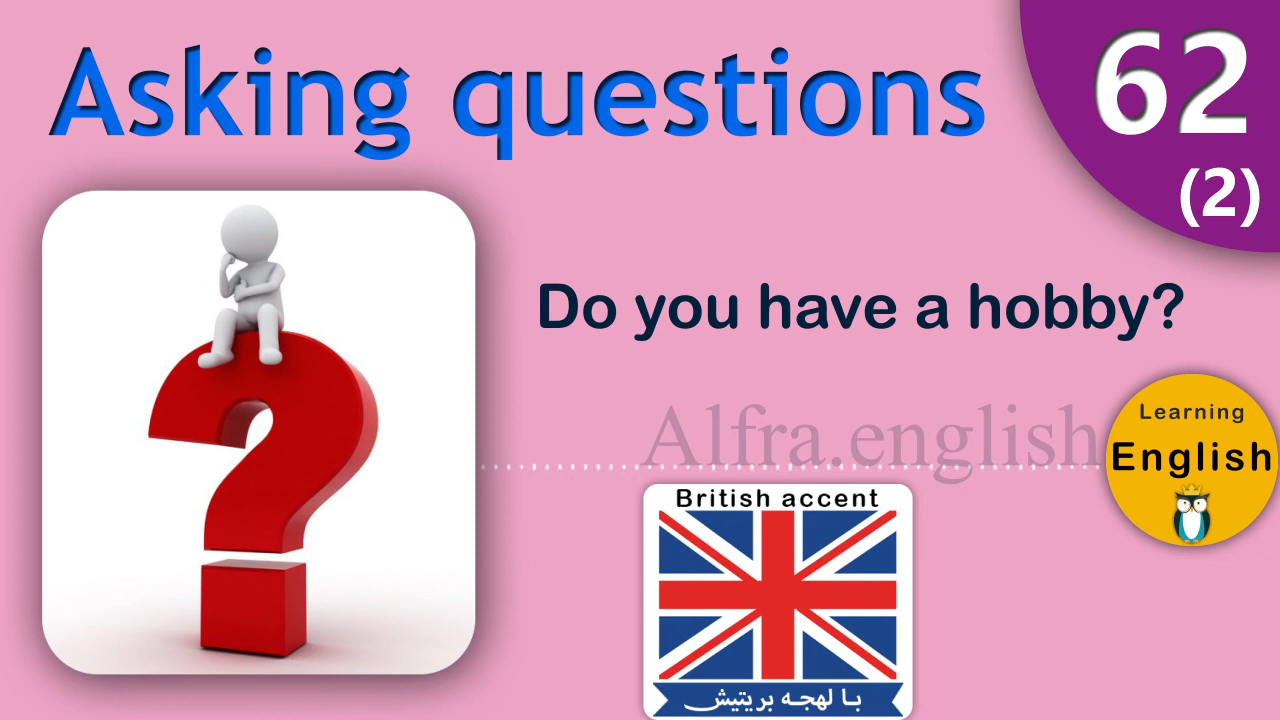 Asking questions
62
(2)
Do you have a hobby?
Alfra.english
Learning
English
British accent
با لهجه بریتیش